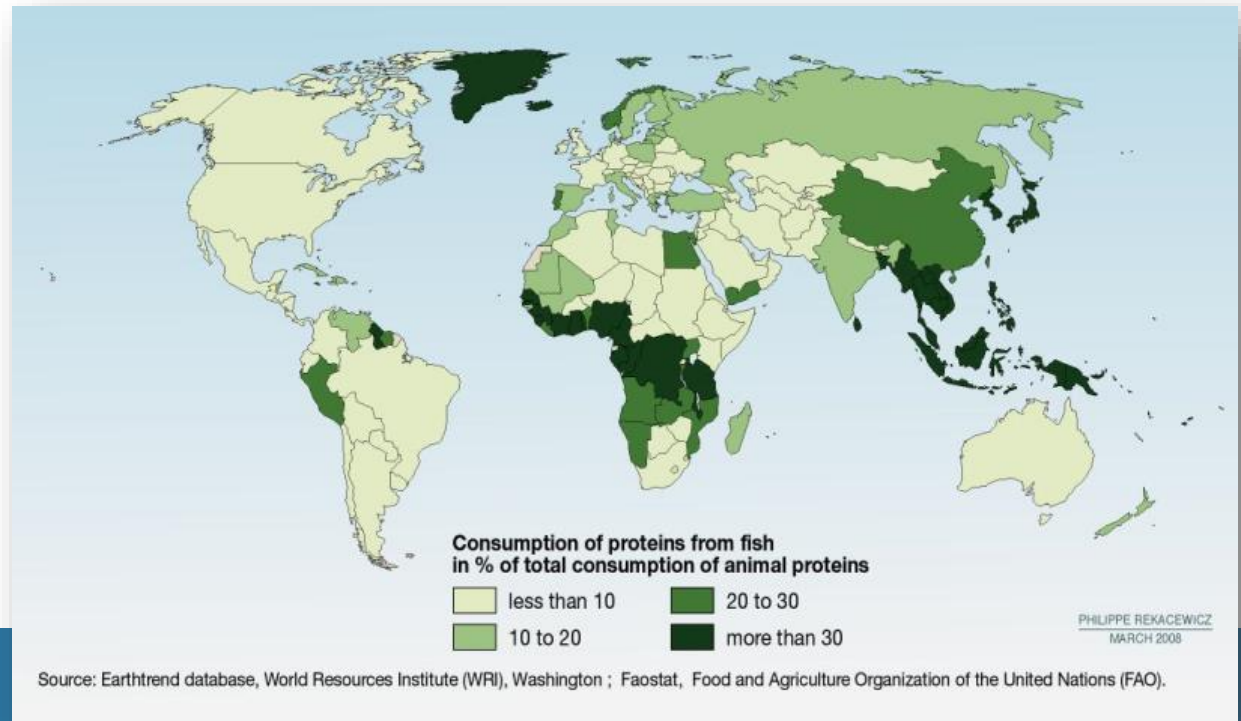 Consumption of proteins from fish
in % of total consumption of animal proteins
less than 10
20 to 30
10 to 20
more than 30
PHILIPPE REKACEWICZ
MARCH 2008
Source: Earthtrend database, World Resources Institute (WRI), Washington ; Faostat, Food and Agriculture Organization of the United Nations (FAO).